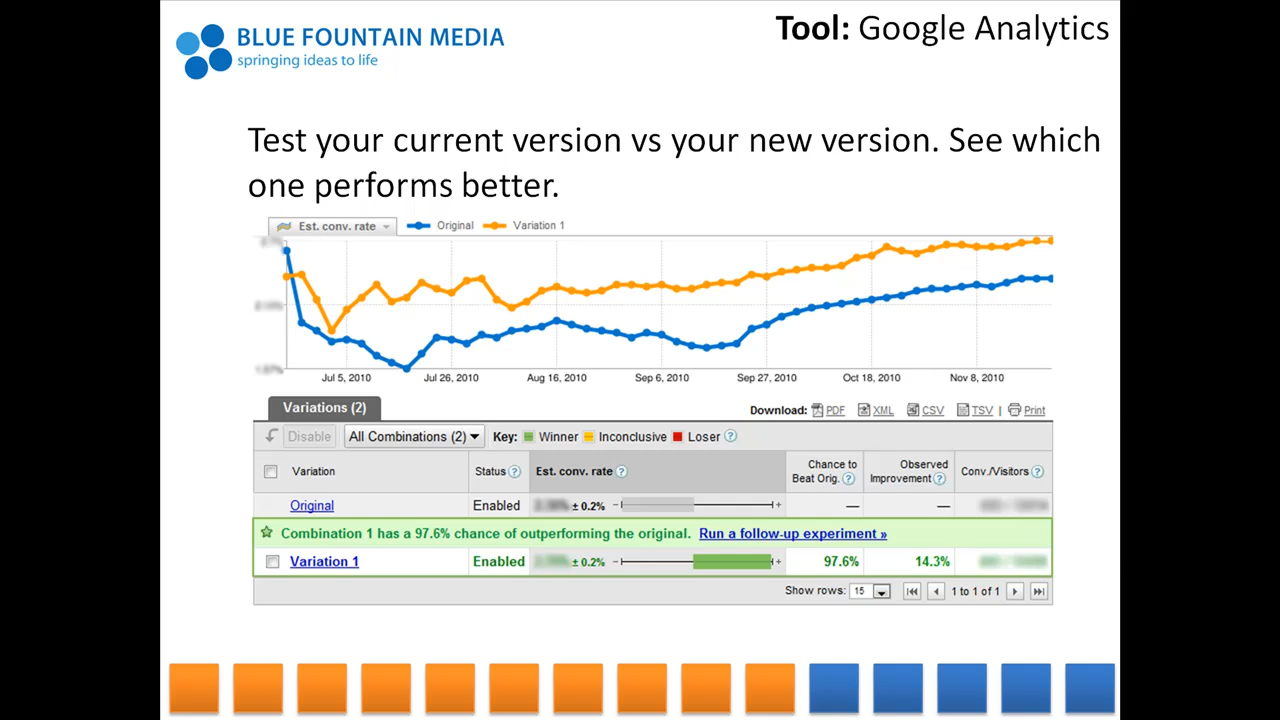 BLUE FOUNTAIN MEDIA
springing ideas to life
Tool: Google Analytics
Test your current version vs your new version. See which
one performs better.
Est. conv. rate Original Variation 1
Jul 5, 2010 Jul 26, 2010 Aug 16, 2010 Sep 6, 2010 Sep 27, 2010 Oct 18, 2010 Nov 8, 2010
Variations (2)
Download: PDF XML CSV TSV | Print
Disable All Combinations (2) Key: Winner Inconclusive Loser ?
Variation Status ? Est. conv. rate ? Chance to Beat Orig. ? Observed Improvement ? Conv./Visitors ?
Original Enabled ± 0.2% — —
Combination 1 has a 97.6% chance of outperforming the original. Run a follow-up experiment »
Variation 1 Enabled ± 0.2% 97.6% 14.3%
Show rows: 15 1 to 1 of 1